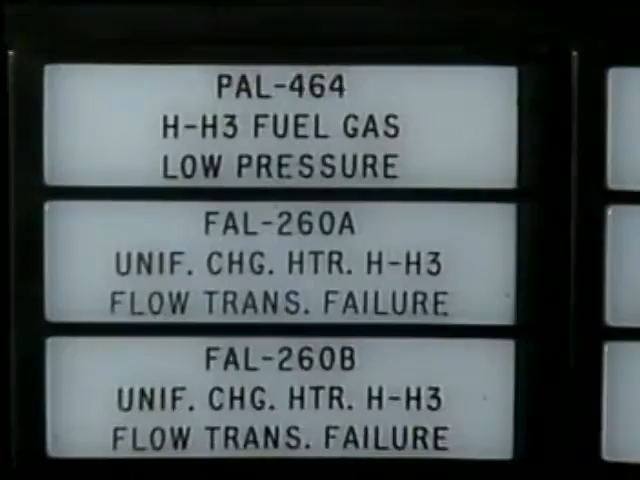 PAL-464
H-H3 FUEL GAS
LOW PRESSURE
FAL-260A
UNIF. CHG. HTR. H-H3
FLOW TRANS. FAILURE
FAL-260B
UNIF. CHG. HTR. H-H3
FLOW TRANS. FAILURE